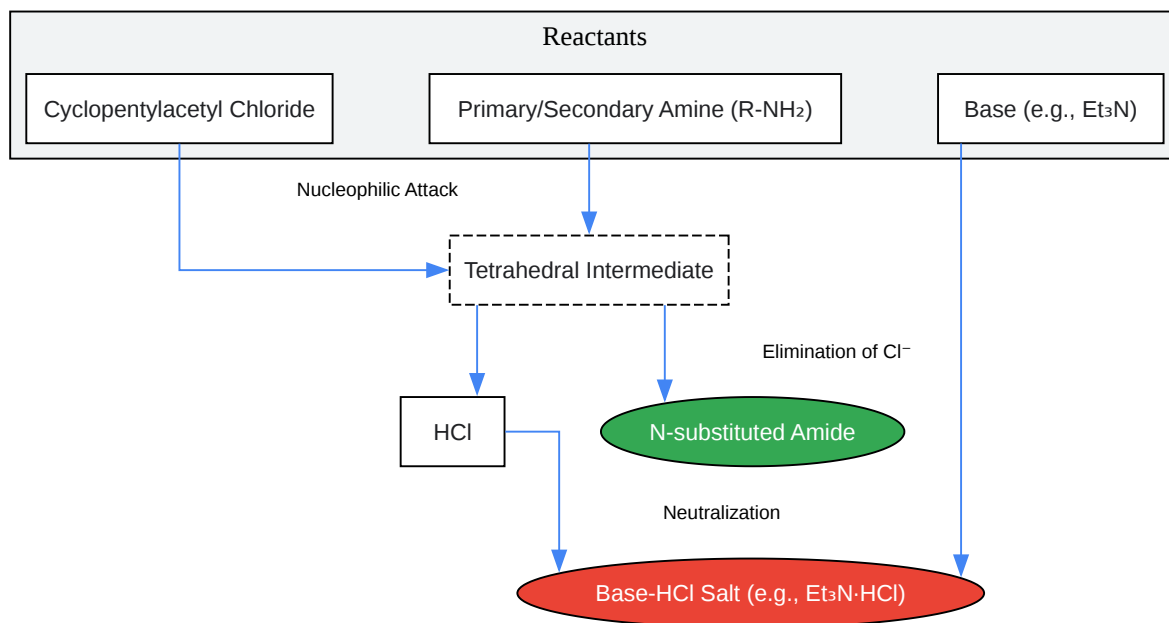 Reactants
Cyclopentylacetyl Chloride
Primary/Secondary Amine (R-NH₂)
Base (e.g., Et₃N)
Nucleophilic Attack
Tetrahedral Intermediate
Elimination of Cl⁻
HCl
N-substituted Amide
Neutralization
Base-HCl Salt (e.g., Et₃N·HCl)